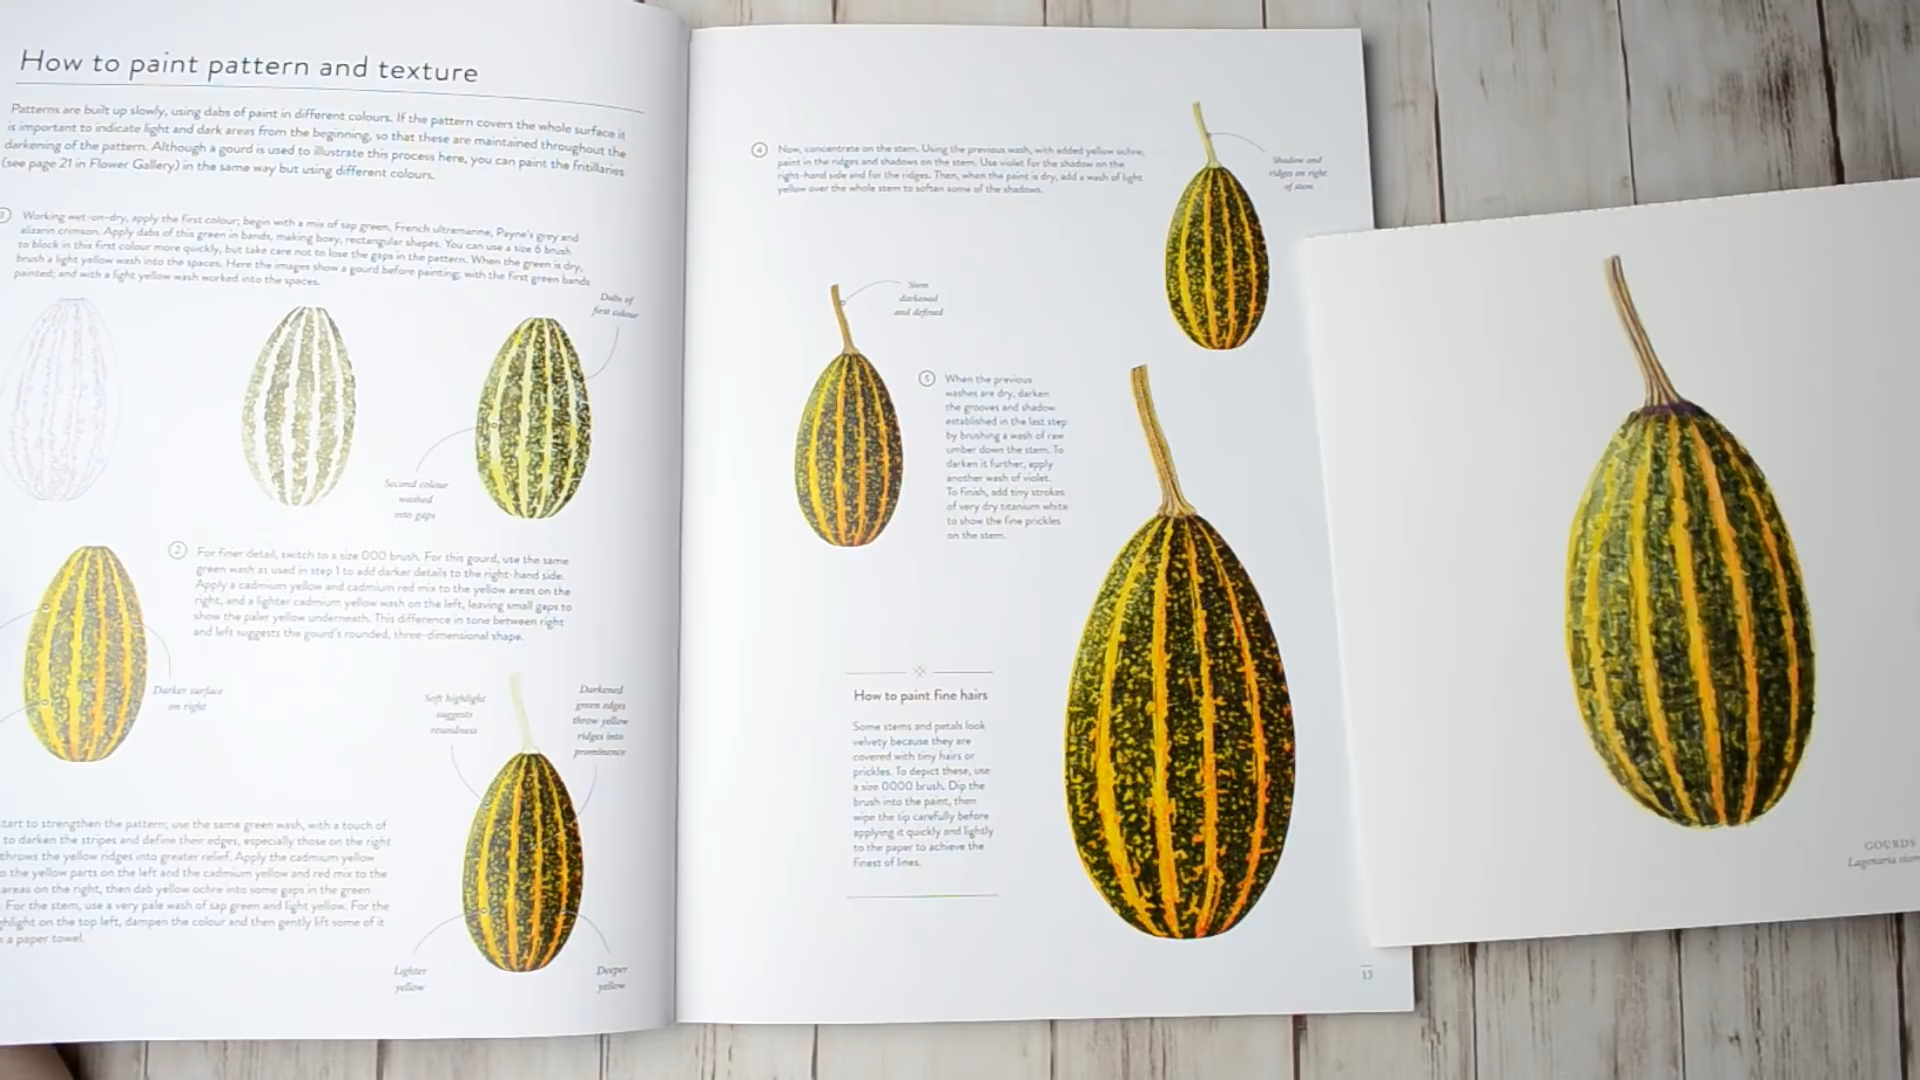 How to paint pattern and texture
Patterns are built up slowly, using dabs of paint in different colours. If the pattern covers the whole surface it
is important to indicate light and dark areas from the beginning, so that these are maintained throughout the
darkening of the pattern. Although a gourd is used to illustrate this process here, you can paint the fritillaries
(see page 21 in Flower Gallery) in the same way but using different colours.
Working wet-on-dry, apply the first colour; begin with a mix of sap green, French ultramarine, Payne's grey and
alizarin crimson. Apply dabs of this green in bands, making boxy, rectangular shapes. You can use a size 6 brush
to block in this first colour more quickly, but take care not to lose the gaps in the pattern. When the green is dry,
brush a light yellow wash into the spaces. Here the images show a gourd before painting; with the first green bands
painted; and with a light yellow wash worked into the spaces.
Dabs of
first colour
Second colour
washed
into gaps
2 For finer detail, switch to a size 000 brush. For this gourd, use the same
green wash as used in step 1 to add darker details to the right-hand side.
Apply a cadmium yellow and cadmium red mix to the yellow areas on the
right, and a lighter cadmium yellow wash on the left, leaving small gaps to
show the paler yellow underneath. This difference in tone between right
and left suggests the gourd's rounded, three-dimensional shape.
Darker surface
on right
Soft highlight
suggests
roundness
Darkened
green edges
throw yellow
ridges into
prominence
tart to strengthen the pattern; use the same green wash, with a touch of
to darken the stripes and define their edges, especially those on the right
throws the yellow ridges into greater relief. Apply the cadmium yellow
o the yellow parts on the left and the cadmium yellow and red mix to the
areas on the right, then dab yellow ochre into some gaps in the green
. For the stem, use a very pale wash of sap green and light yellow. For the
ghlight on the top left, dampen the colour and then gently lift some of it
a paper towel.
Lighter
yellow
Deeper
yellow
4 Now, concentrate on the stem. Using the previous wash, with added yellow ochre,
paint in the ridges and shadows on the stem. Use violet for the shadow on the
right-hand side and for the ridges. Then, when the paint is dry, add a wash of light
yellow over the whole stem to soften some of the shadows.
Shadow and
ridges on right
of stem
Stem
darkened
and defined
5 When the previous
washes are dry, darken
the grooves and shadow
established in the last step
by brushing a wash of raw
umber down the stem. To
darken it further, apply
another wash of violet.
To finish, add tiny strokes
of very dry titanium white
to show the fine prickles
on the stem.
How to paint fine hairs
Some stems and petals look
velvety because they are
covered with tiny hairs or
prickles. To depict these, use
a size 0000 brush. Dip the
brush into the paint, then
wipe the tip carefully before
applying it quickly and lightly
to the paper to achieve the
finest of lines.
13
GOURDS
Lagenaria